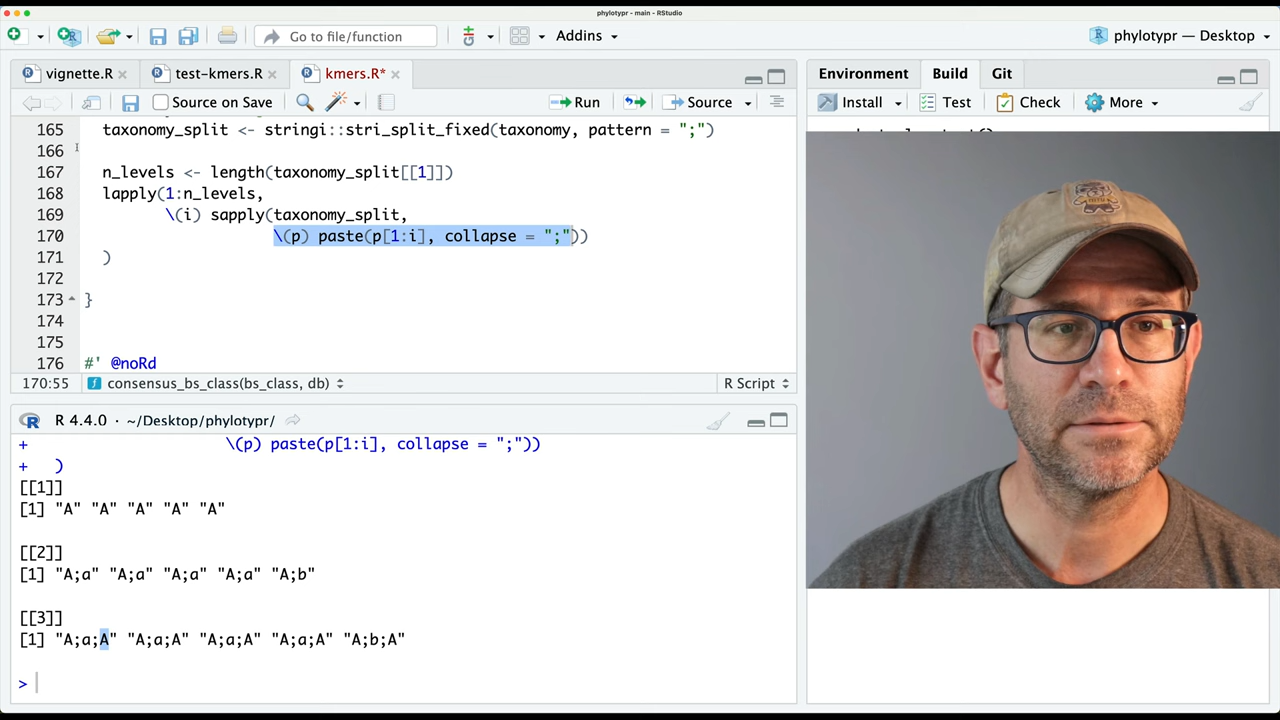 phylotypr - main - RStudio
Go to file/function
Addins
phylotypr — Desktop
vignette.R
test-kmers.R
kmers.R*
Source on Save
Run
Source
165 taxonomy_split <- stringi::stri_split_fixed(taxonomy, pattern = ";")
166
167 n_levels <- length(taxonomy_split[[1]])
168 lapply(1:n_levels,
169 \(i) sapply(taxonomy_split,
170 \(p) paste(p[1:i], collapse = ";"))
171 )
172
173 }
174
175
176 #' @noRd
170:55 consensus_bs_class(bs_class, db) R Script
R 4.4.0 · ~/Desktop/phylotypr/
+ \(p) paste(p[1:i], collapse = ";"))
+ )
[[1]]
[1] "A" "A" "A" "A" "A"
[[2]]
[1] "A;a" "A;a" "A;a" "A;a" "A;b"
[[3]]
[1] "A;a;A" "A;a;A" "A;a;A" "A;a;A" "A;b;A"
>
Environment
Build
Git
Install
Test
Check
More